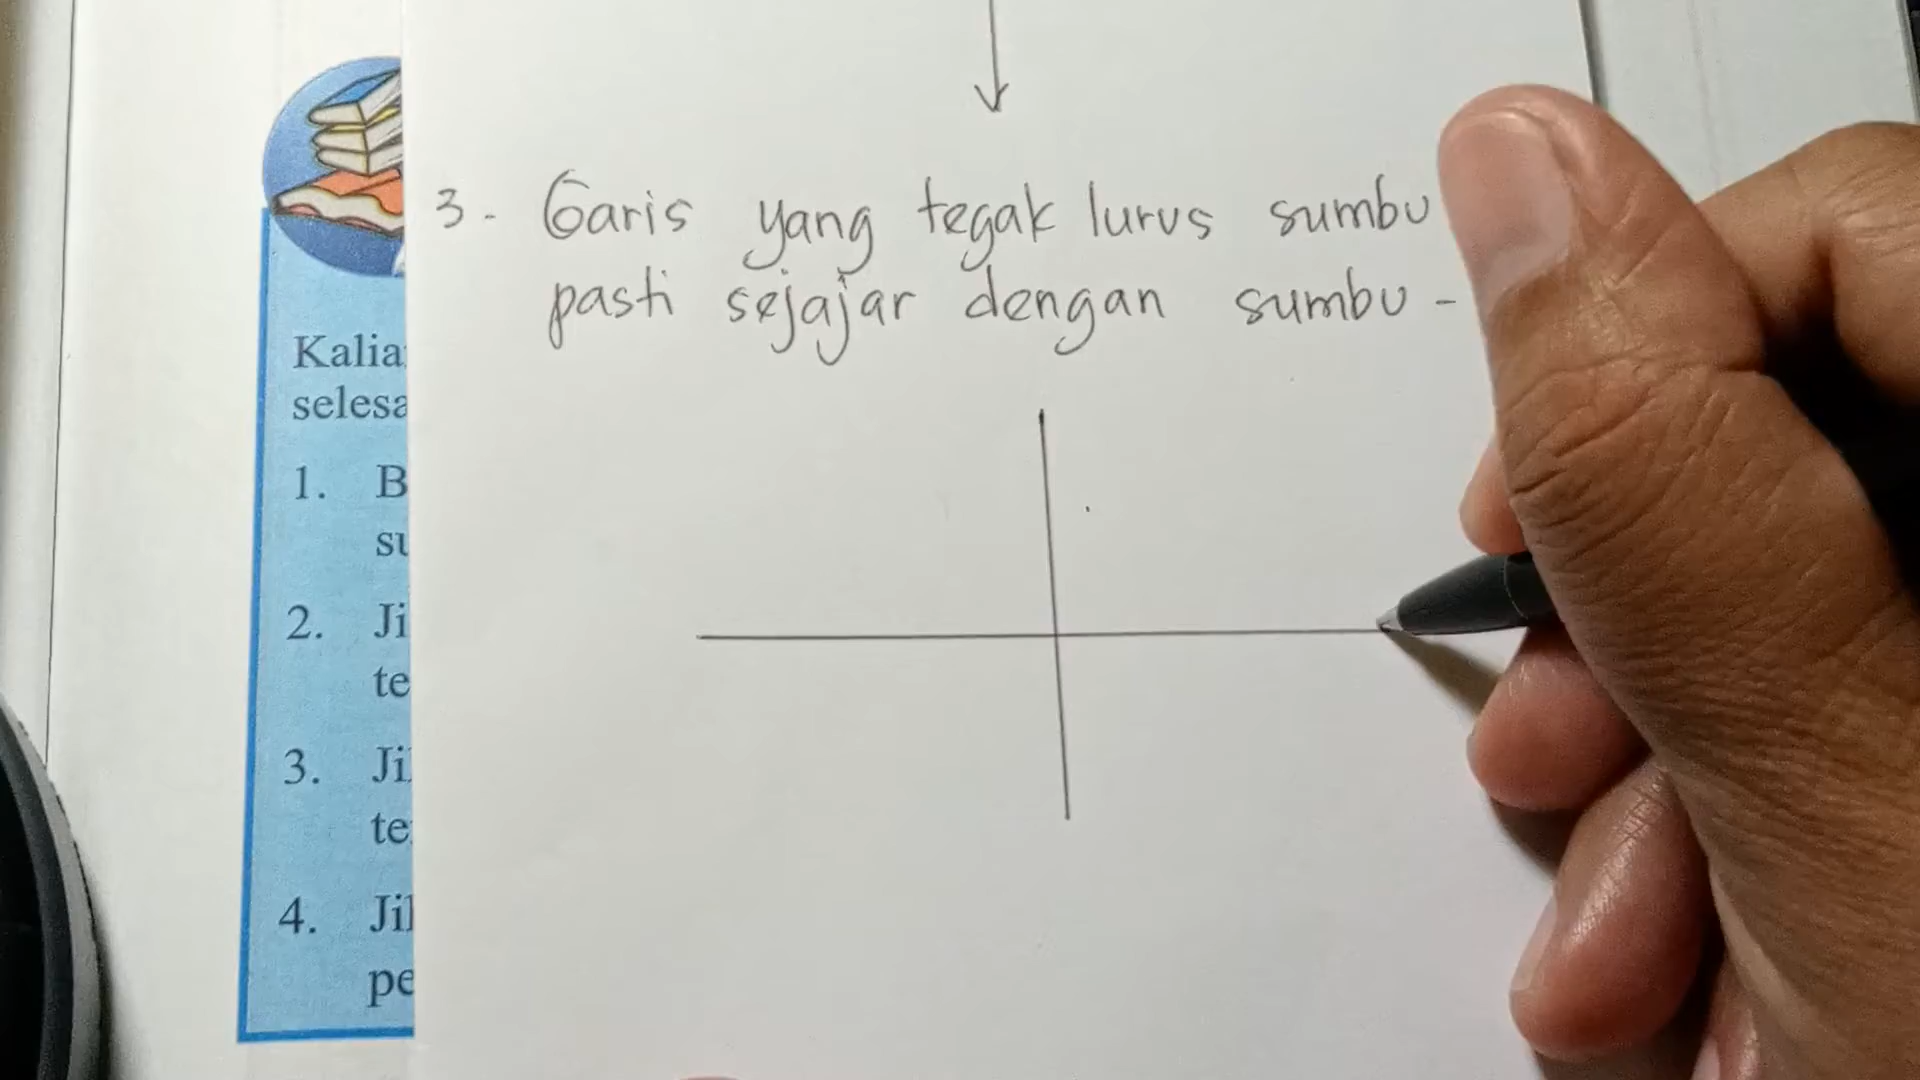 3. Garis yang tegak lurus sumbu
pasti sejajar dengan sumbu -
Kalia
selesa
1. B
su
2. Ji
te
3. Ji
te
4. Jik
pe